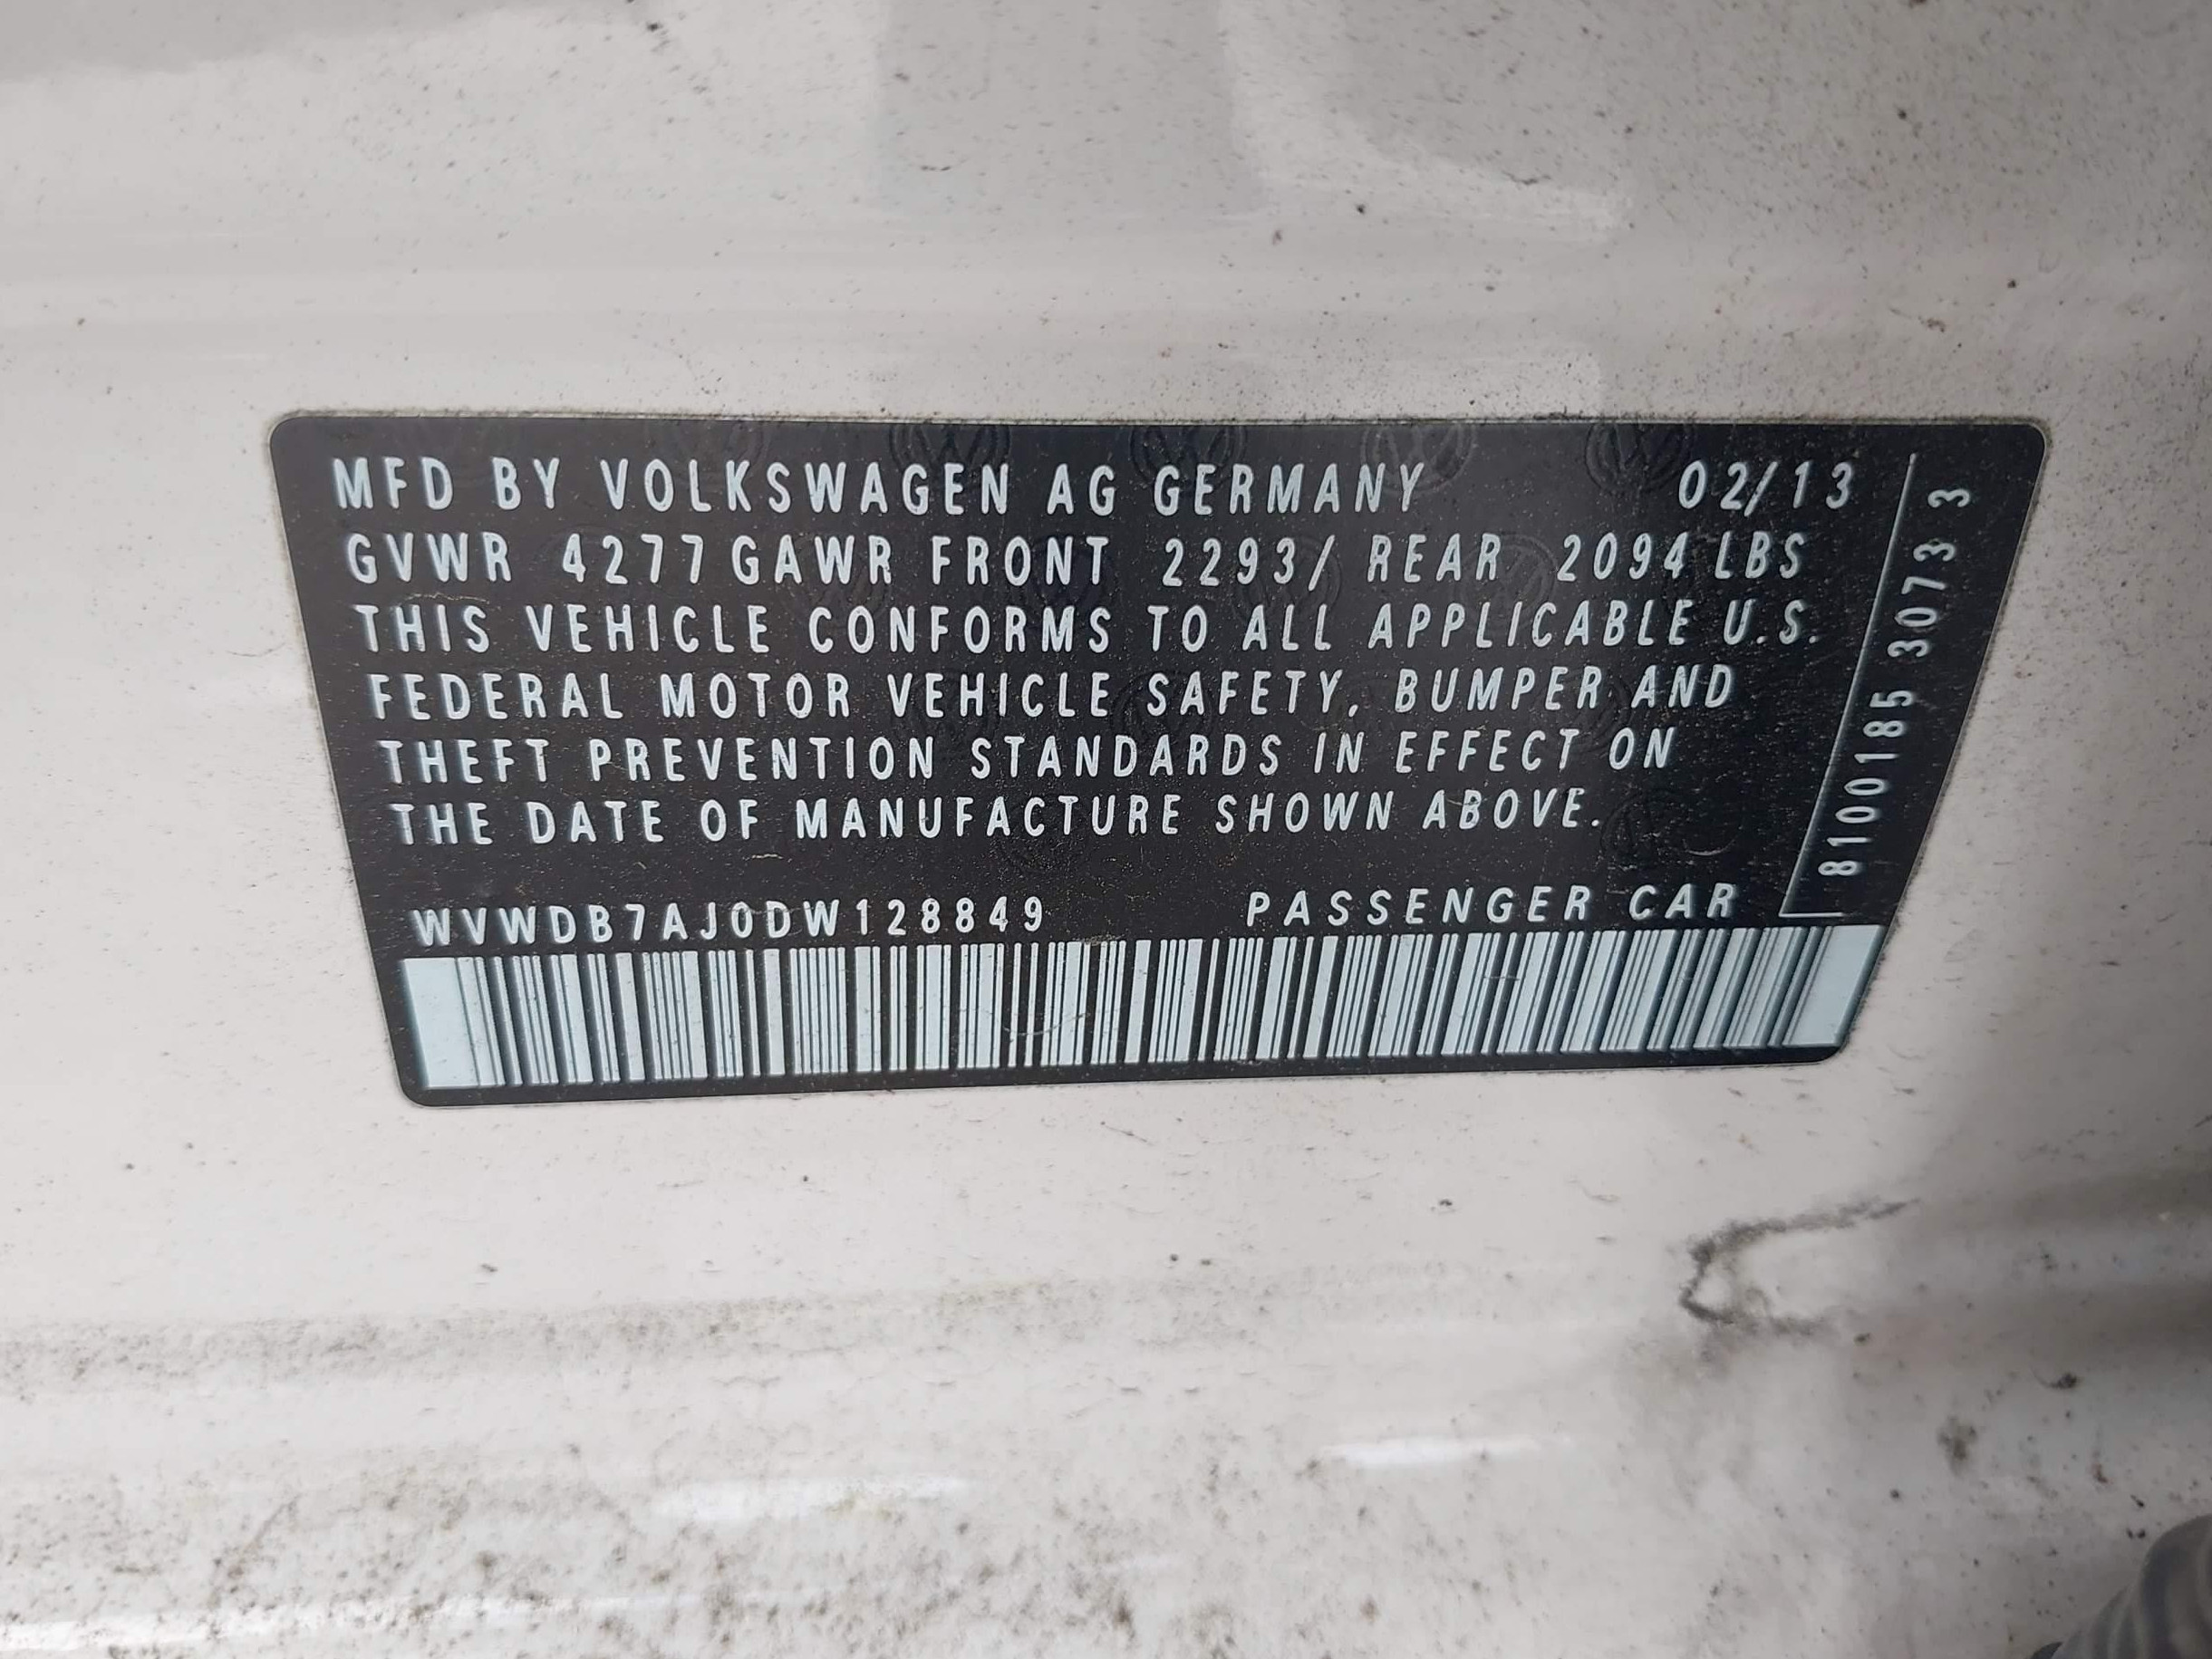 MFD BY VOLKSWAGEN AG GERMANY 02/13
GVWR 4277 GAWR FRONT 2293/ REAR 2094 LBS
THIS VEHICLE CONFORMS TO ALL APPLICABLE U.S.
FEDERAL MOTOR VEHICLE SAFETY, BUMPER AND
THEFT PREVENTION STANDARDS IN EFFECT ON
THE DATE OF MANUFACTURE SHOWN ABOVE.
WVWDB7AJ0DW128849 PASSENGER CAR
8100185 3073 3